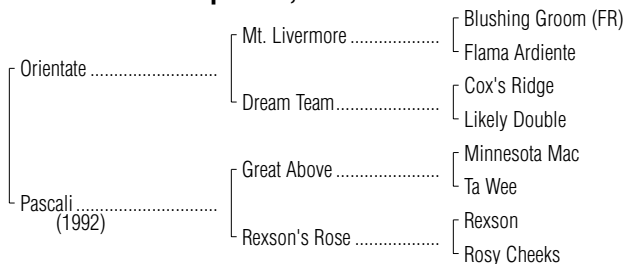 Blushing Groom (FR)
Mt. Livermore ....................
Flama Ardiente
Orientate ............................
Cox's Ridge
Dream Team.......................
Likely Double
Minnesota Mac
Great Above .......................
Ta Wee
Pascali ...............................
(1992)
Rexson
Rexson's Rose ..................
Rosy Cheeks